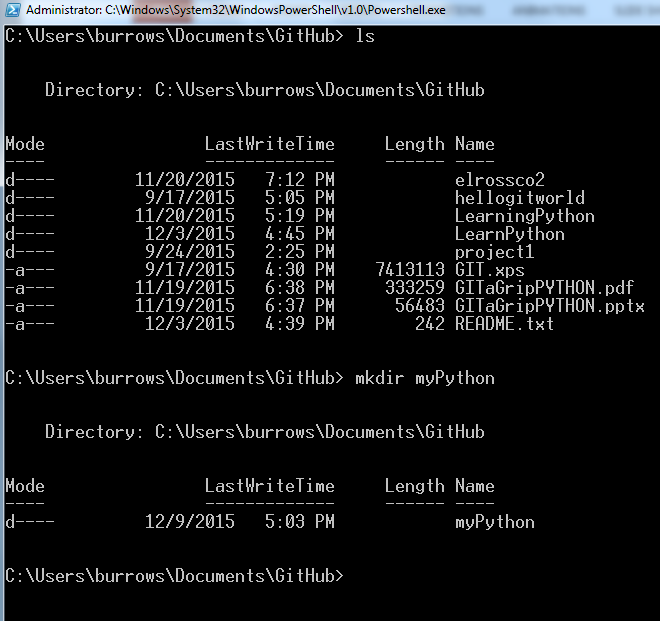 Administrator: C:\Windows\System32\WindowsPowerShell\v1.0\Powershell.exe
C:\Users\burrows\Documents\GitHub> ls
Directory: C:\Users\burrows\Documents\GitHub
Mode LastWriteTime Length Name
---- ------------- ------ ----
d---- 11/20/2015 7:12 PM elrossco2
d---- 9/17/2015 5:05 PM hellogitworld
d---- 11/20/2015 5:19 PM LearningPython
d---- 12/3/2015 4:45 PM LearnPython
d---- 9/24/2015 2:25 PM project1
-a--- 9/17/2015 4:30 PM 7413113 GIT.xps
-a--- 11/19/2015 6:38 PM 333259 GITaGripPYTHON.pdf
-a--- 11/19/2015 6:37 PM 56483 GITaGripPYTHON.pptx
-a--- 12/3/2015 4:39 PM 242 README.txt
C:\Users\burrows\Documents\GitHub> mkdir myPython
Directory: C:\Users\burrows\Documents\GitHub
Mode LastWriteTime Length Name
---- ------------- ------ ----
d---- 12/9/2015 5:03 PM myPython
C:\Users\burrows\Documents\GitHub>